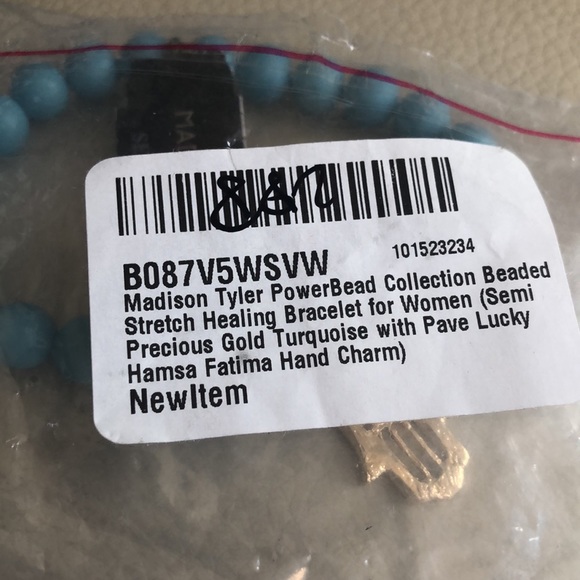 B087V5WSVW
101523234
Madison Tyler PowerBead Collection Beaded
Stretch Healing Bracelet for Women (Semi
Precious Gold Turquoise with Pave Lucky
Hamsa Fatima Hand Charm)
NewItem